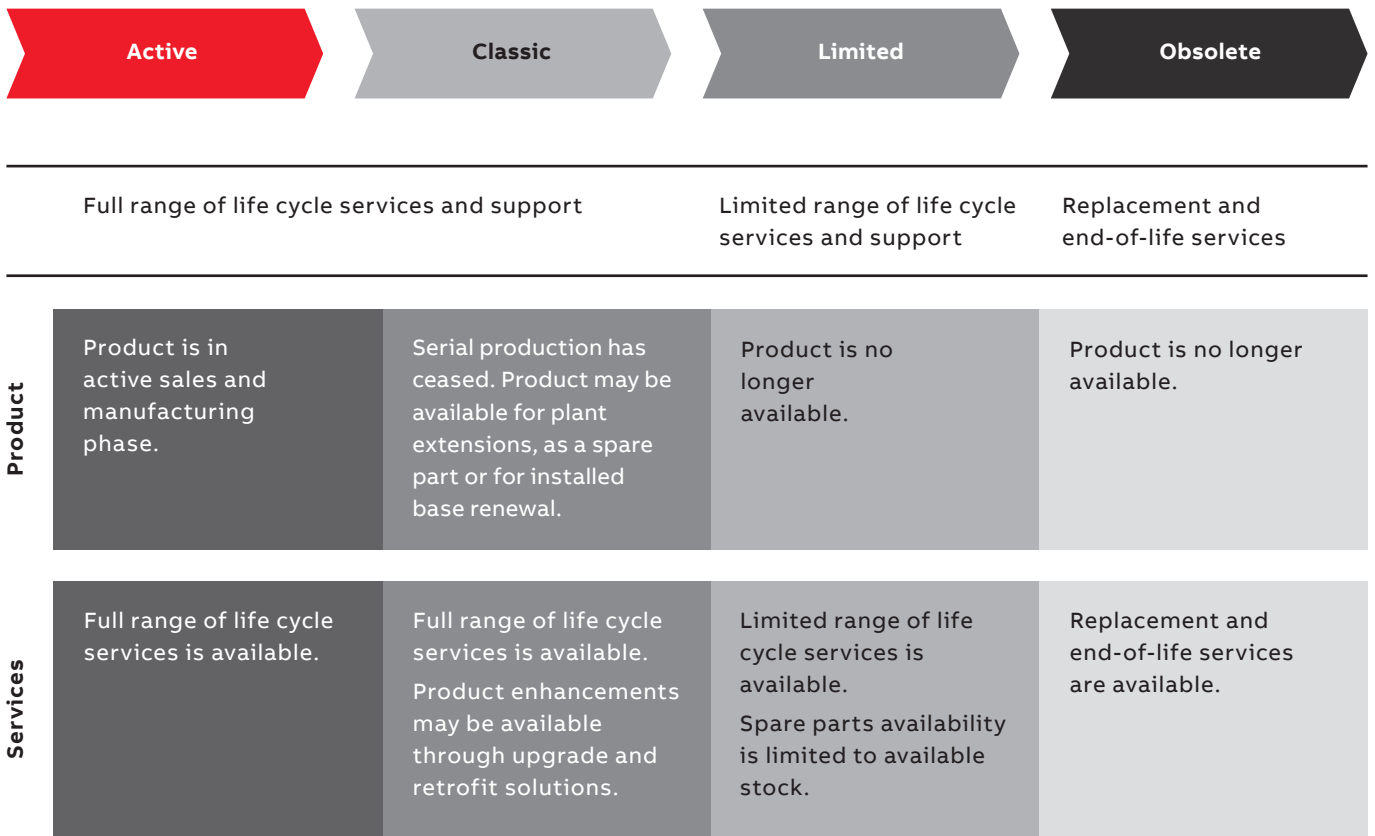 Active
Classic
Limited
Obsolete
Full range of life cycle services and support
Limited range of life cycle
services and support
Replacement and
end-of-life services
Product
Product is in
active sales and
manufacturing
phase.
Serial production has
ceased. Product may be
available for plant
extensions, as a spare
part or for installed
base renewal.
Product is no
longer
available.
Product is no longer
available.
Services
Full range of life cycle
services is available.
Full range of life cycle
services is available.
Product enhancements
may be available
through upgrade and
retrofit solutions.
Limited range of life
cycle services is
available.
Spare parts availability
is limited to available
stock.
Replacement and
end-of-life services
are available.